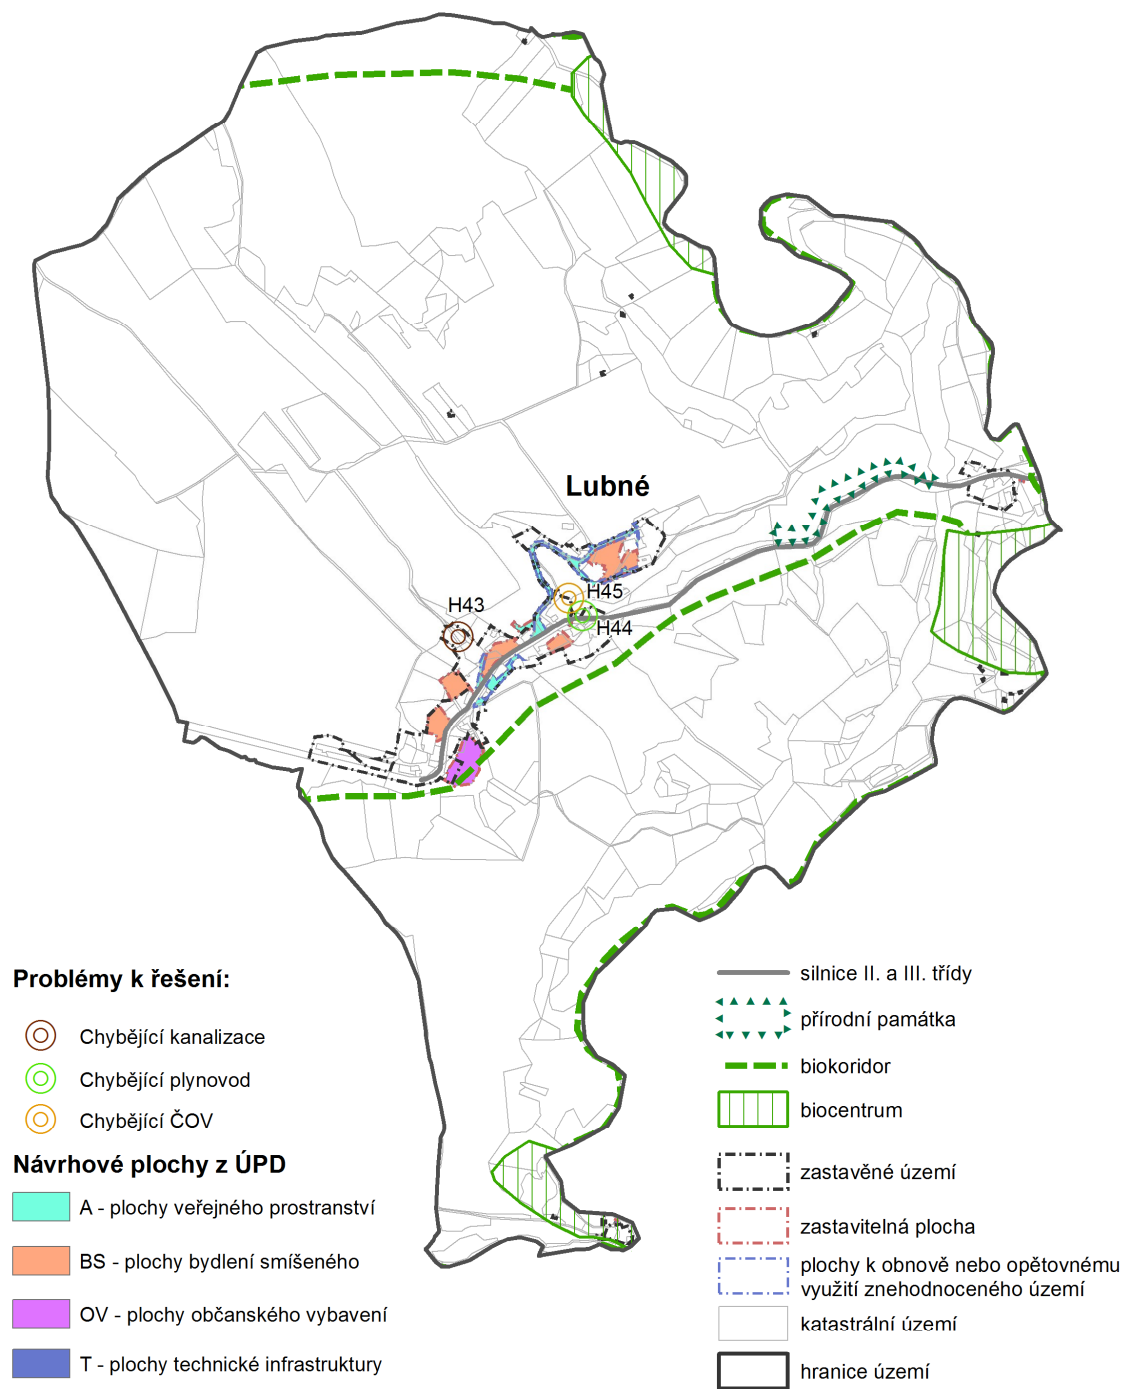 Lubné
H45
H43
H44
Problémy k řešení:
Chybějící kanalizace
Chybějící plynovod
Chybějící ČOV
Návrhové plochy z ÚPD
A - plochy veřejného prostranství
BS - plochy bydlení smíšeného
OV - plochy občanského vybavení
T - plochy technické infrastruktury
silnice II. a III. třídy
přírodní památka
biokoridor
biocentrum
zastavěné území
zastavitelná plocha
plochy k obnově nebo opětovnému
využití znehodnoceného území
katastrální území
hranice území